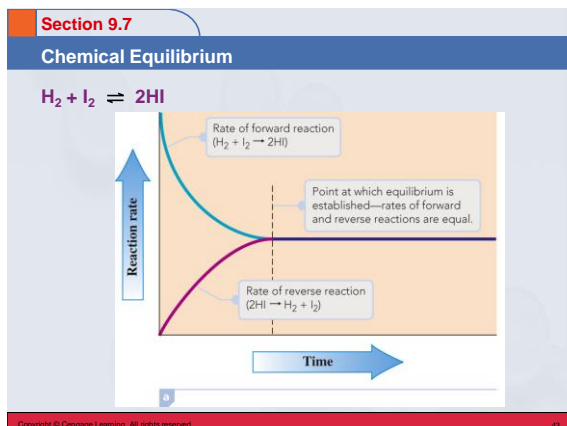 Section 9.7
Chemical Equilibrium
H₂ + I₂ ⇌ 2HI
Rate of forward reaction
(H₂ + I₂ → 2HI)
Point at which equilibrium is
established—rates of forward
and reverse reactions are equal.
Reaction rate
Rate of reverse reaction
(2HI → H₂ + I₂)
Time
a
Copyright © Cengage Learning. All rights reserved